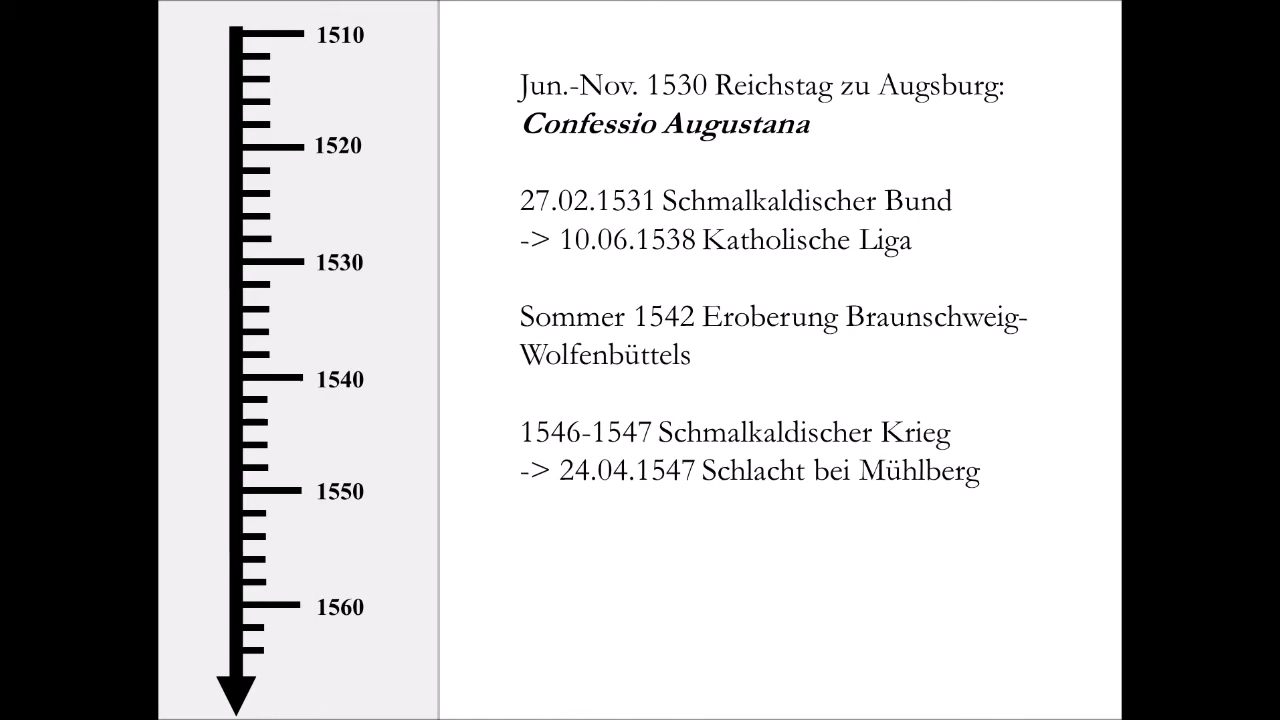 1510
1520
1530
1540
1550
1560
Jun.-Nov. 1530 Reichstag zu Augsburg:
Confessio Augustana
27.02.1531 Schmalkaldischer Bund
-> 10.06.1538 Katholische Liga
Sommer 1542 Eroberung Braunschweig-
Wolfenbüttels
1546-1547 Schmalkaldischer Krieg
-> 24.04.1547 Schlacht bei Mühlberg